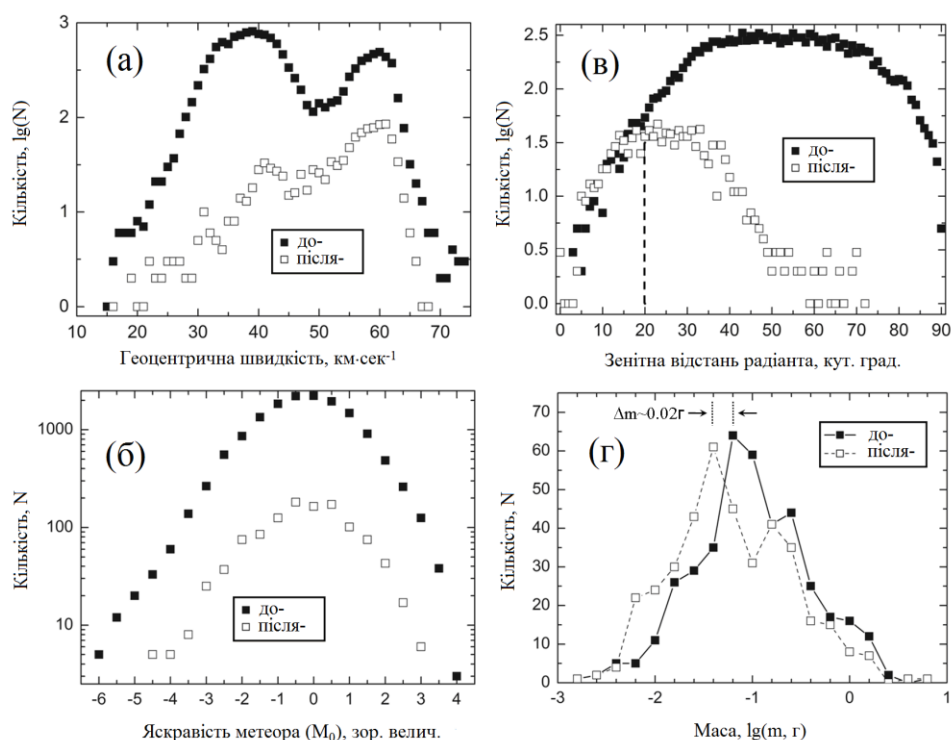 (а)
Кількість, lg(N)
3
2
1
0
до-
після-
10 20 30 40 50 60 70
Геоцентрична швидкість, км·сек⁻¹
(в)
Кількість, lg(N)
2.5
2.0
1.5
1.0
0.5
0.0
до-
після-
0 10 20 30 40 50 60 70 80 90
Зенітна відстань радіанта, кут. град.
(б)
Кількість, N
1000
100
10
до-
після-
-6 -5 -4 -3 -2 -1 0 1 2 3 4
Яскравість метеора (M₀), зор. велич.
Δm~0.02г
(г)
Кількість, N
70
60
50
40
30
20
10
0
до-
після-
-3 -2 -1 0 1
Маса, lg(m, г)